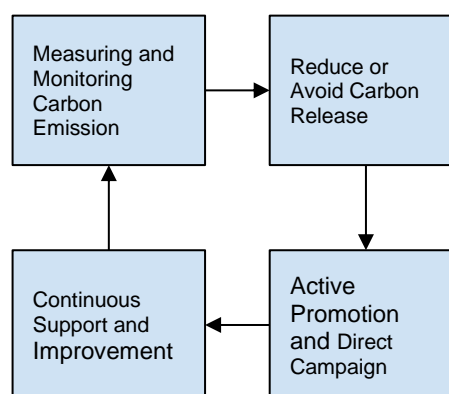 Measuring and
Monitoring
Carbon
Emission
Reduce or
Avoid Carbon
Release
Continuous
Support and
Improvement
Active
Promotion
and Direct
Campaign